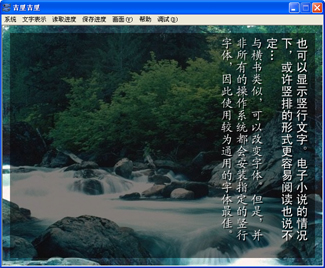 吉里吉里
系统 文字表示 读取进度 保存进度 画面(V) 帮助 调试(D)
也可以显示竖行文字。电子小说的情况
下，或许竖排的形式更容易阅读也说不
定…
与横书类似，可以改变字体。但是，并
非所有的操作系统都会安装指定的竖行
字体，因此使用较为通用的字体最佳。